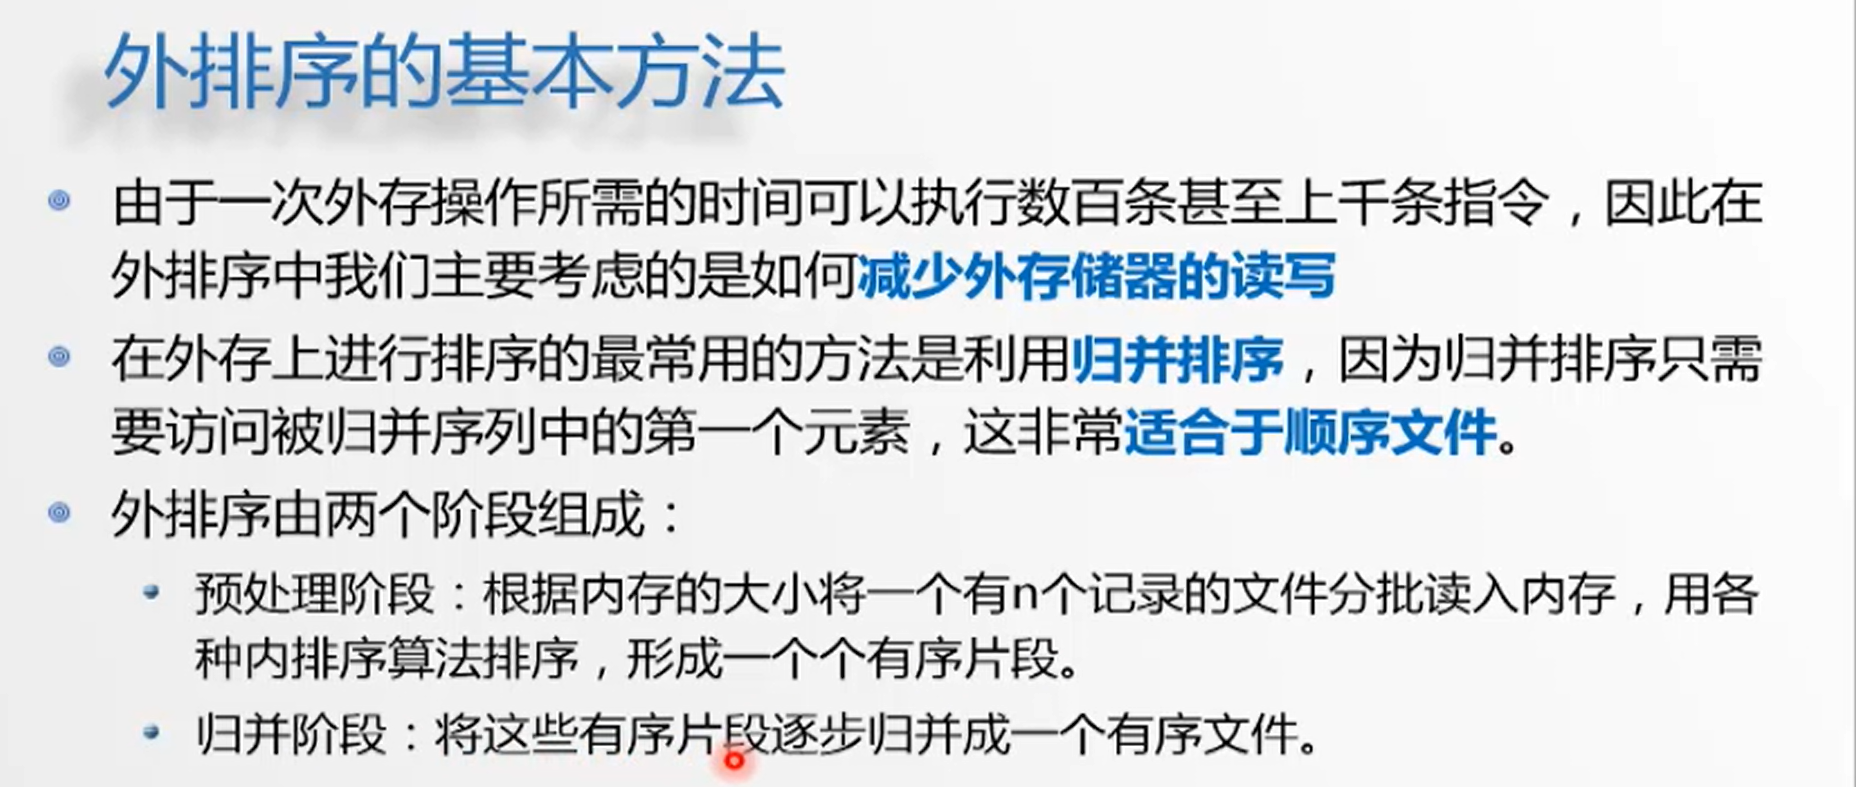 外排序的基本方法
由于一次外存操作所需的时间可以执行数百条甚至上千条指令，因此在
外排序中我们主要考虑的是如何减少外存储器的读写
在外存上进行排序的最常用的方法是利用归并排序，因为归并排序只需
要访问被归并序列中的第一个元素，这非常适合于顺序文件。
外排序由两个阶段组成：
预处理阶段：根据内存的大小将一个有n个记录的文件分批读入内存，用各
种内排序算法排序，形成一个个有序片段。
归并阶段：将这些有序片段逐步归并成一个有序文件。